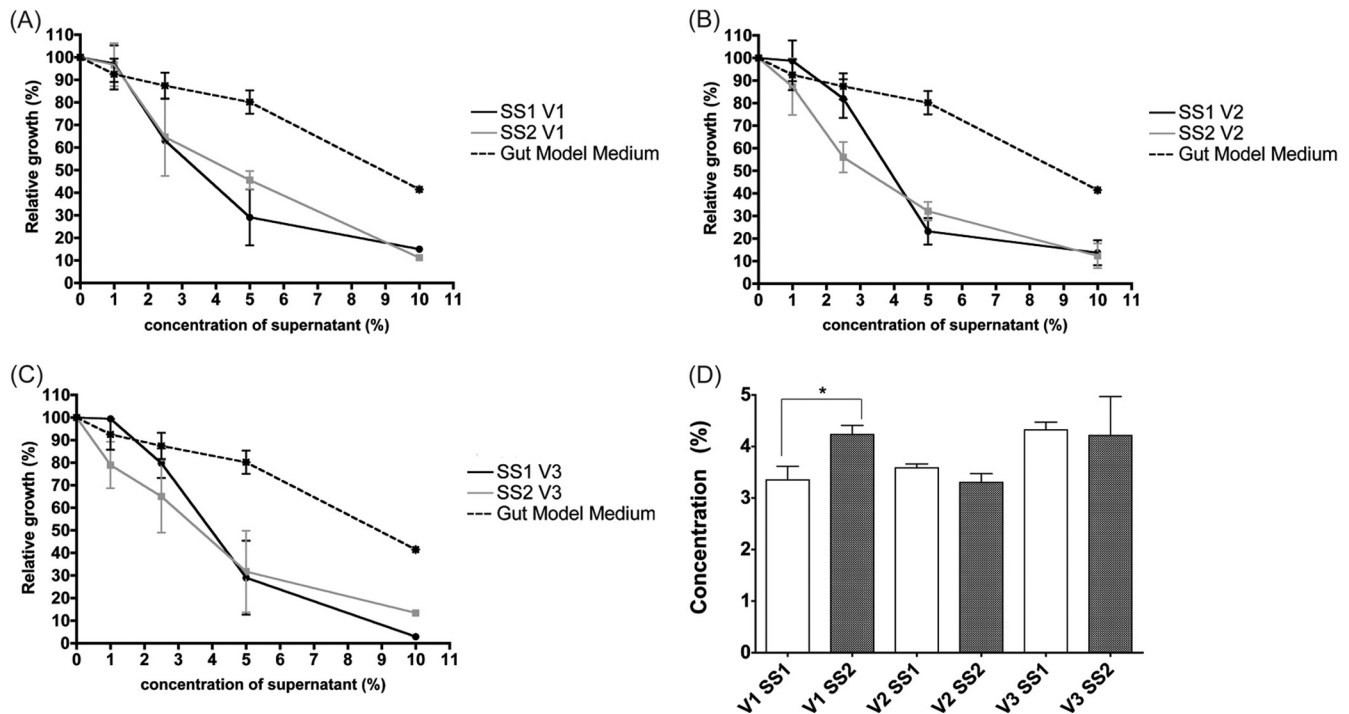 (A)
Relative growth (%)
110
100
90
80
70
60
50
40
30
20
10
0
0 1 2 3 4 5 6 7 8 9 10 11
concentration of supernatant (%)
SS1 V1
SS2 V1
Gut Model Medium
(B)
Relative growth (%)
110
100
90
80
70
60
50
40
30
20
10
0
0 1 2 3 4 5 6 7 8 9 10 11
concentration of supernatant (%)
SS1 V2
SS2 V2
Gut Model Medium
(C)
Relative growth (%)
110
100
90
80
70
60
50
40
30
20
10
0
0 1 2 3 4 5 6 7 8 9 10 11
concentration of supernatant (%)
SS1 V3
SS2 V3
Gut Model Medium
(D)
Concentration (%)
5
4
3
2
1
0
*
V1 SS1
V1 SS2
V2 SS1
V2 SS2
V3 SS1
V3 SS2